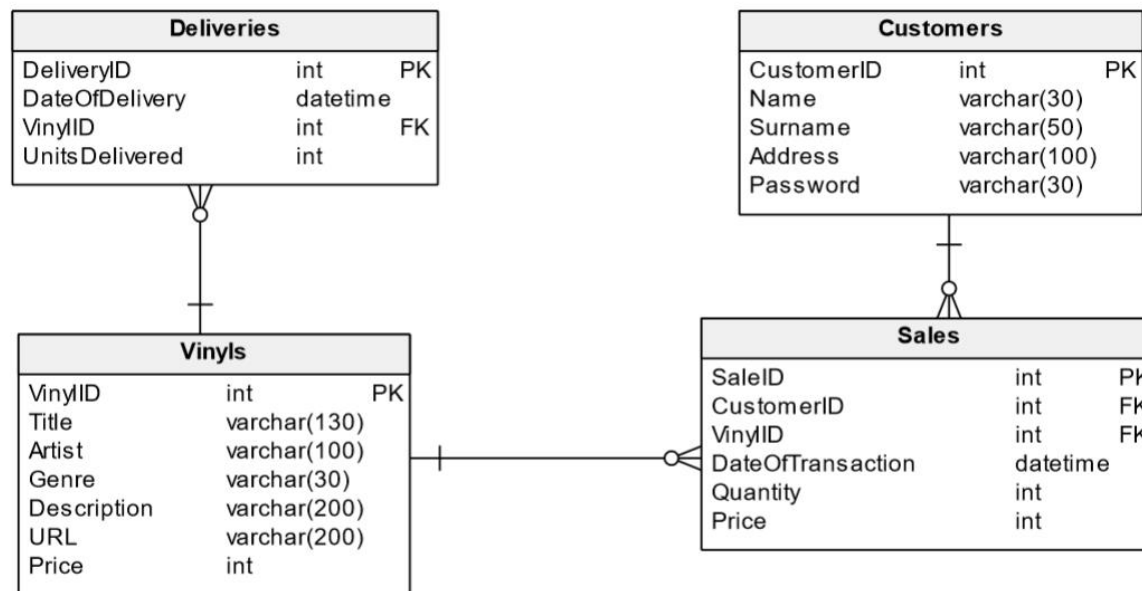 Deliveries
DeliveryID int PK
DateOfDelivery datetime
VinylID int FK
UnitsDelivered int
Customers
CustomerID int PK
Name varchar(30)
Surname varchar(50)
Address varchar(100)
Password varchar(30)
Vinyls
VinylID int PK
Title varchar(130)
Artist varchar(100)
Genre varchar(30)
Description varchar(200)
URL varchar(200)
Price int
Sales
SaleID int PK
CustomerID int FK
VinylID int FK
DateOfTransaction datetime
Quantity int
Price int